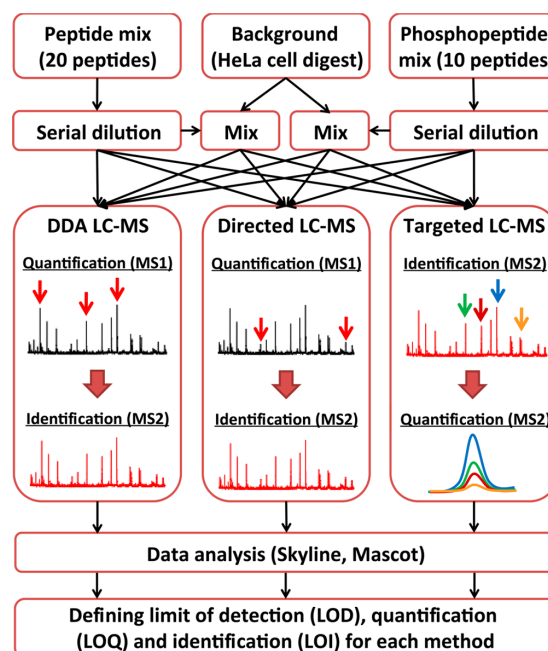 Peptide mix
(20 peptides)
Background
(HeLa cell digest)
Phosphopeptide
mix (10 peptides)
Serial dilution
Mix
Mix
Serial dilution
DDA LC-MS
Quantification (MS1)
Identification (MS2)
Directed LC-MS
Quantification (MS1)
Identification (MS2)
Targeted LC-MS
Identification (MS2)
Quantification (MS2)
Data analysis (Skyline, Mascot)
Defining limit of detection (LOD), quantification
(LOQ) and identification (LOI) for each method